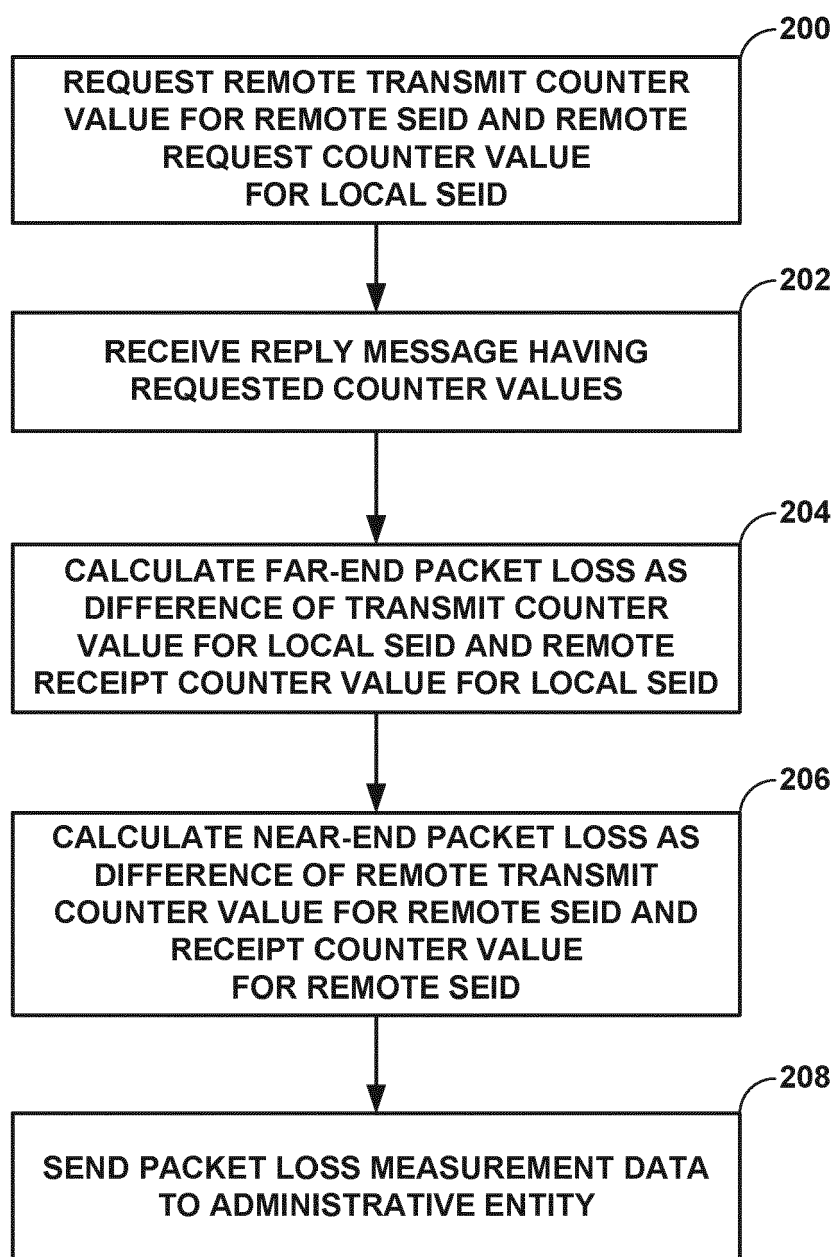 200
REQUEST REMOTE TRANSMIT COUNTER
VALUE FOR REMOTE SEID AND REMOTE
REQUEST COUNTER VALUE
FOR LOCAL SEID
202
RECEIVE REPLY MESSAGE HAVING
REQUESTED COUNTER VALUES
204
CALCULATE FAR-END PACKET LOSS AS
DIFFERENCE OF TRANSMIT COUNTER
VALUE FOR LOCAL SEID AND REMOTE
RECEIPT COUNTER VALUE FOR LOCAL SEID
206
CALCULATE NEAR-END PACKET LOSS AS
DIFFERENCE OF REMOTE TRANSMIT
COUNTER VALUE FOR REMOTE SEID AND
RECEIPT COUNTER VALUE
FOR REMOTE SEID
208
SEND PACKET LOSS MEASUREMENT DATA
TO ADMINISTRATIVE ENTITY